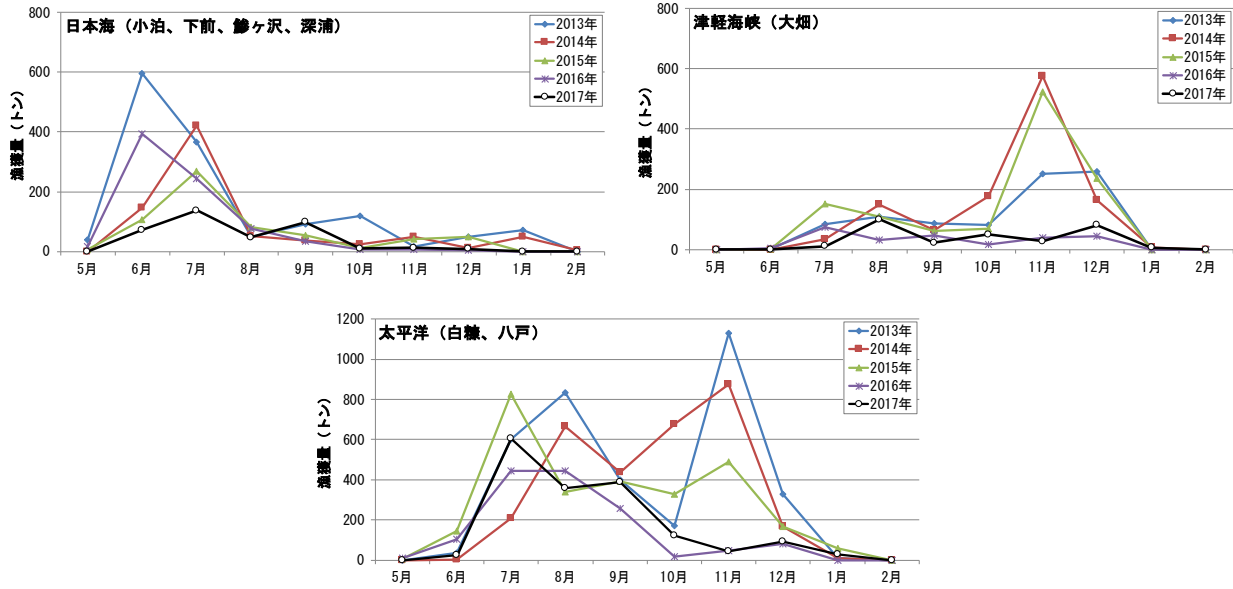 日本海（小泊、下前、鰺ヶ沢、深浦）
漁獲量（トン）
800
600
400
200
0
5月 6月 7月 8月 9月 10月 11月 12月 1月 2月
2013年
2014年
2015年
2016年
2017年
津軽海峡（大畑）
漁獲量（トン）
800
600
400
200
0
5月 6月 7月 8月 9月 10月 11月 12月 1月 2月
2013年
2014年
2015年
2016年
2017年
太平洋（白糠、八戸）
漁獲量（トン）
1200
1000
800
600
400
200
0
5月 6月 7月 8月 9月 10月 11月 12月 1月 2月
2013年
2014年
2015年
2016年
2017年